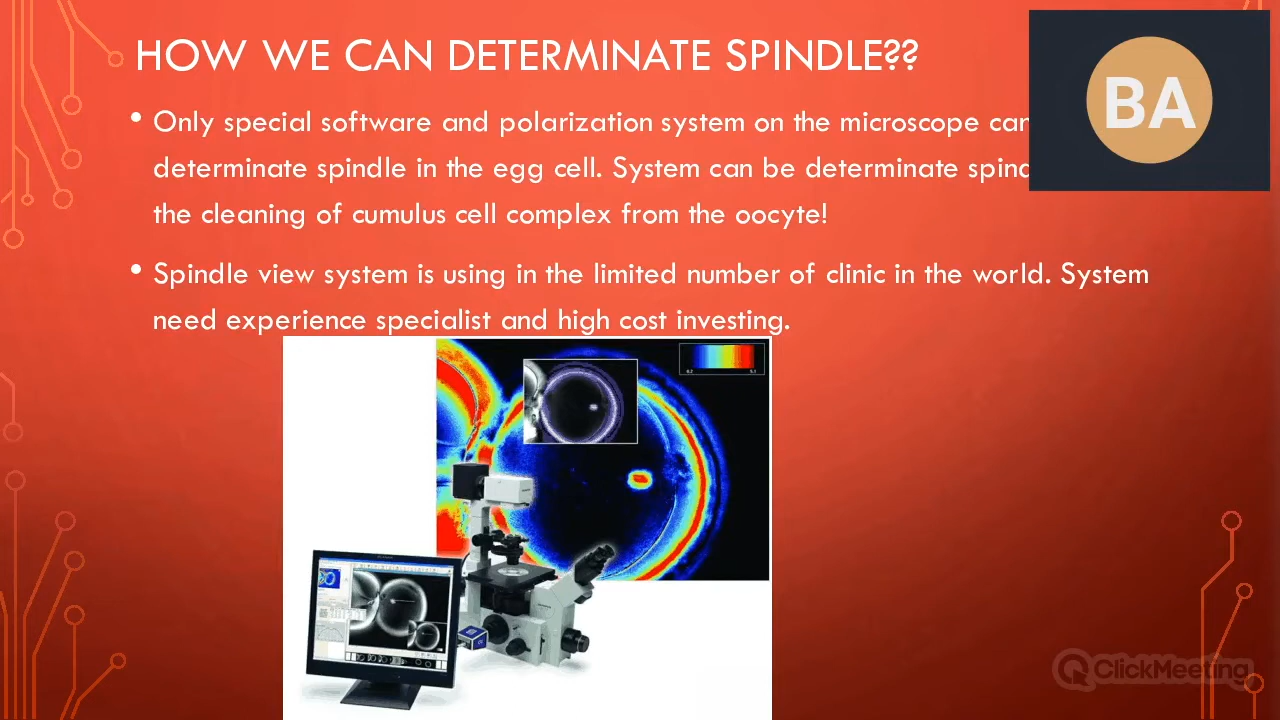 HOW WE CAN DETERMINATE SPINDLE??
BA
• Only special software and polarization system on the microscope can
determinate spindle in the egg cell. System can be determinate
the cleaning of cumulus cell complex from the oocyte!
• Spindle view system is using in the limited number of clinic in the world. System
need experience specialist and high cost investing.
ClickMeeting